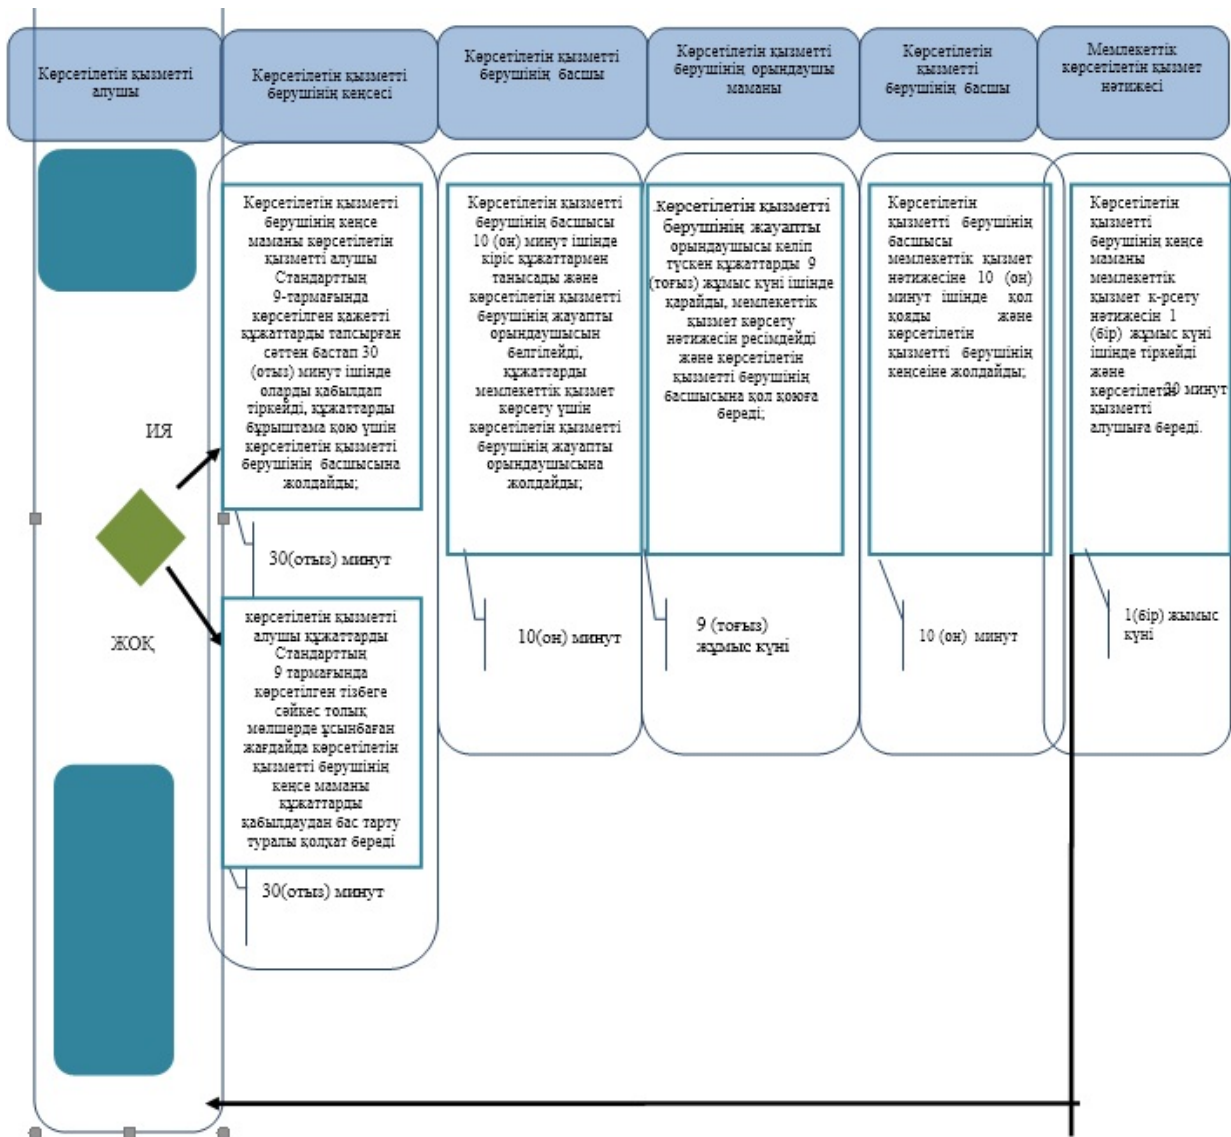 Көрсетілетін қызметті
алушы
Көрсетілетін қызметті
берушінің кеңсесі
Көрсетілетін қызметті
берушінің басшы
Көрсетілетін қызметті
берушінің орындаушы
маманы
Көрсетілетін
қызметті
берушінің басшы
Мемлекеттік
көрсетілетін қызмет
нәтижесі
ИЯ
ЖОҚ
Көрсетілетін қызметті
берушінің кеңсе
маманы көрсетілетін
қызметті алушы
Стандарттың
9-тармағында
көрсетілген қажетті
құжаттарды тапсырған
сәттен бастап 30
(отыз) минут ішінде
оларды қабылдап
тіркейді, құжаттарды
бұрыштама қою үшін
көрсетілетін қызметті
берушінің басшысына
жолдайды;
30(отыз) минут
көрсетілетін қызметті
алушы құжаттарды
Стандарттың
9 тармағында
көрсетілген тізбеге
сәйкес толық
мөлшерде ұсынбаған
жағдайда көрсетілетін
қызметті берушінің
кеңсе маманы
құжаттарды
қабылдаудан бас тарту
туралы қолхат береді
30(отыз) минут
Көрсетілетін қызметті
берушінің басшысы
10 (он) минут ішінде
кіріс құжаттармен
танысады және
көрсетілетін қызметті
берушінің жауапты
орындаушысын
белгілейді,
құжаттарды
мемлекеттік қызмет
көрсету үшін
көрсетілетін қызметті
берушінің жауапты
орындаушысына
жолдайды;
10(он) минут
.Көрсетілетін қызметті
берушінің жауапты
орындаушысы келіп
түскен құжаттарды 9
(тоғыз) жұмыс күні ішінде
қарайды, мемлекеттік
қызмет көрсету
нәтижесін ресімдейді
және көрсетілетін
қызметті берушінің
басшысына қол қоюға
береді;
9 (тоғыз)
жұмыс күні
Көрсетілетін
қызметті берушінің
басшысы
мемлекеттік қызмет
нәтижесіне 10 (он)
минут ішінде қол
қояды және
көрсетілетін
қызметті берушінің
кеңсеіне жолдайды;
10 (он) минут
Көрсетілетін
қызметті
берушінің кеңсе
маманы
мемлекеттік
қызмет к-рсету
нәтижесін 1
(бір) жұмыс күні
ішінде тіркейді
және
көрсетілетін 30 минут
қызметті
алушыға береді.
1(бір) жымыс
күні